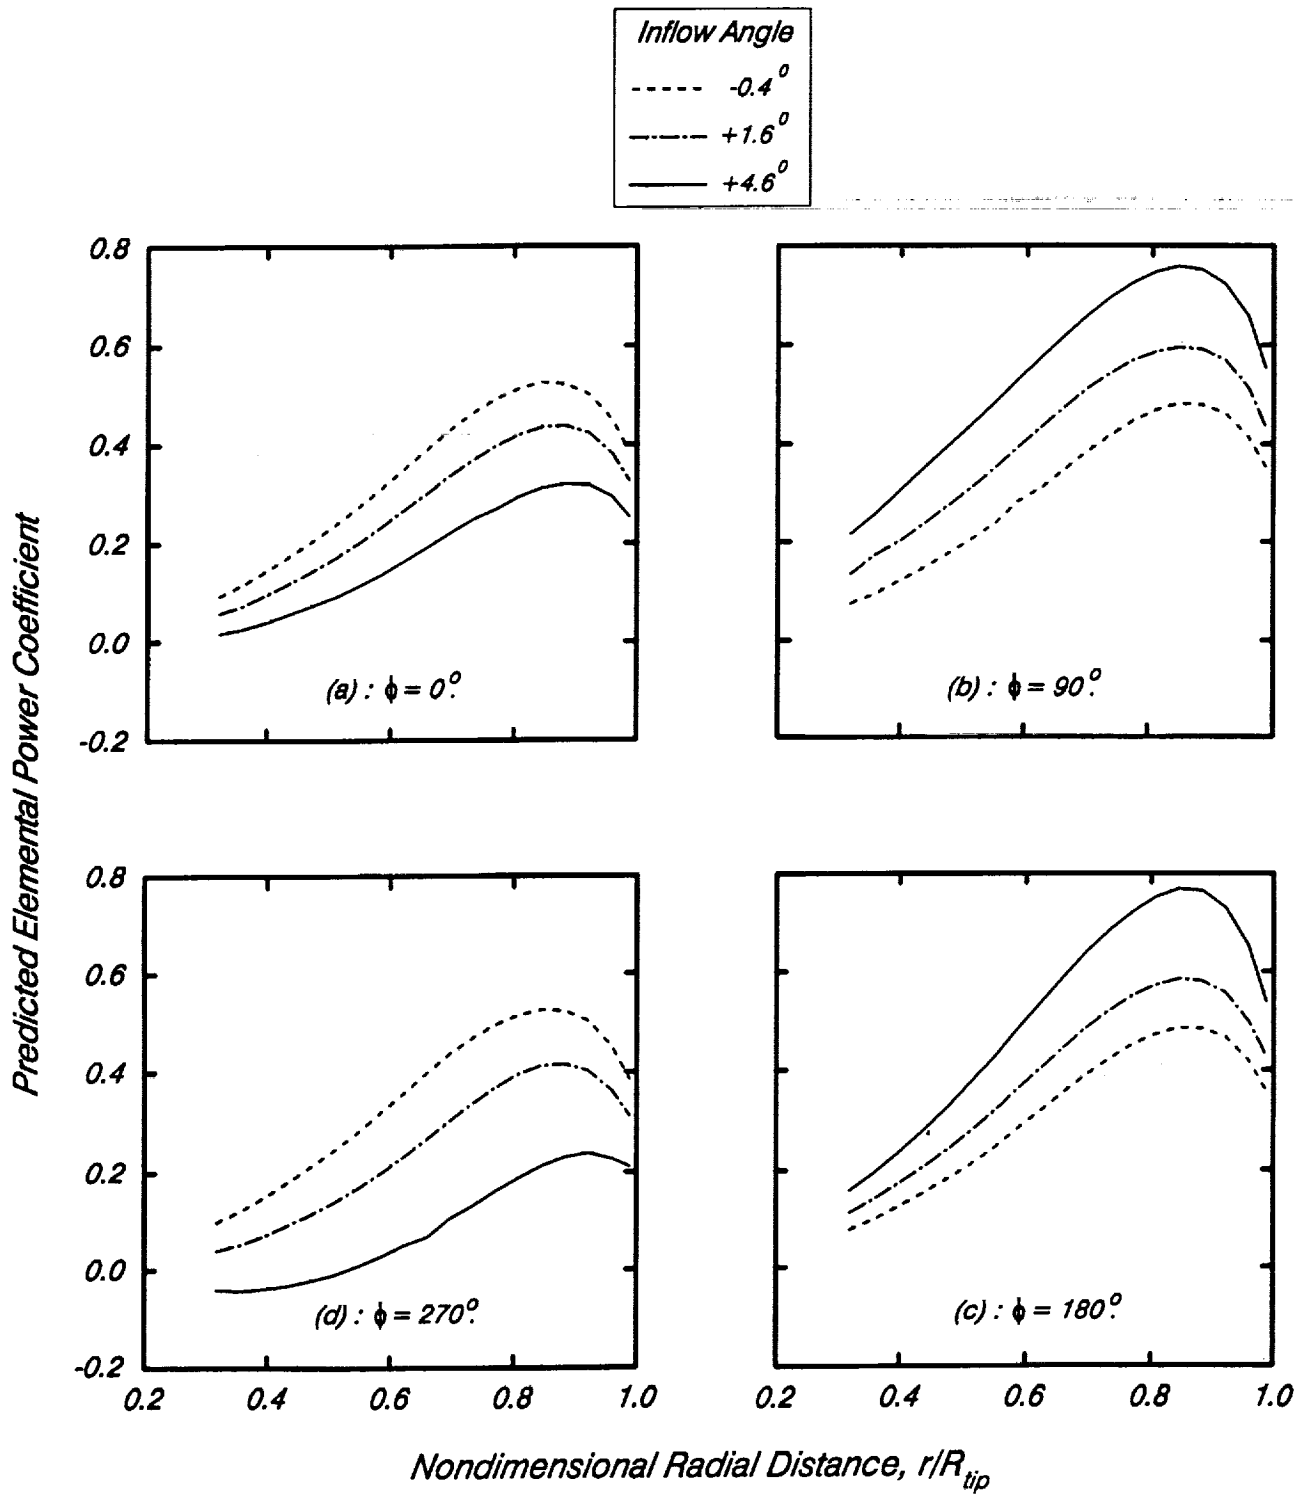 Inflow Angle
-0.4°
+1.6°
+4.6°
Predicted Elemental Power Coefficient
0.8
0.6
0.4
0.2
0.0
-0.2
(a) : ϕ = 0°.
(b) : ϕ = 90°.
0.8
0.6
0.4
0.2
0.0
-0.2
(d) : ϕ = 270°.
(c) : ϕ = 180°.
0.2 0.4 0.6 0.8 1.0
0.2 0.4 0.6 0.8 1.0
Nondimensional Radial Distance, r/R_tip